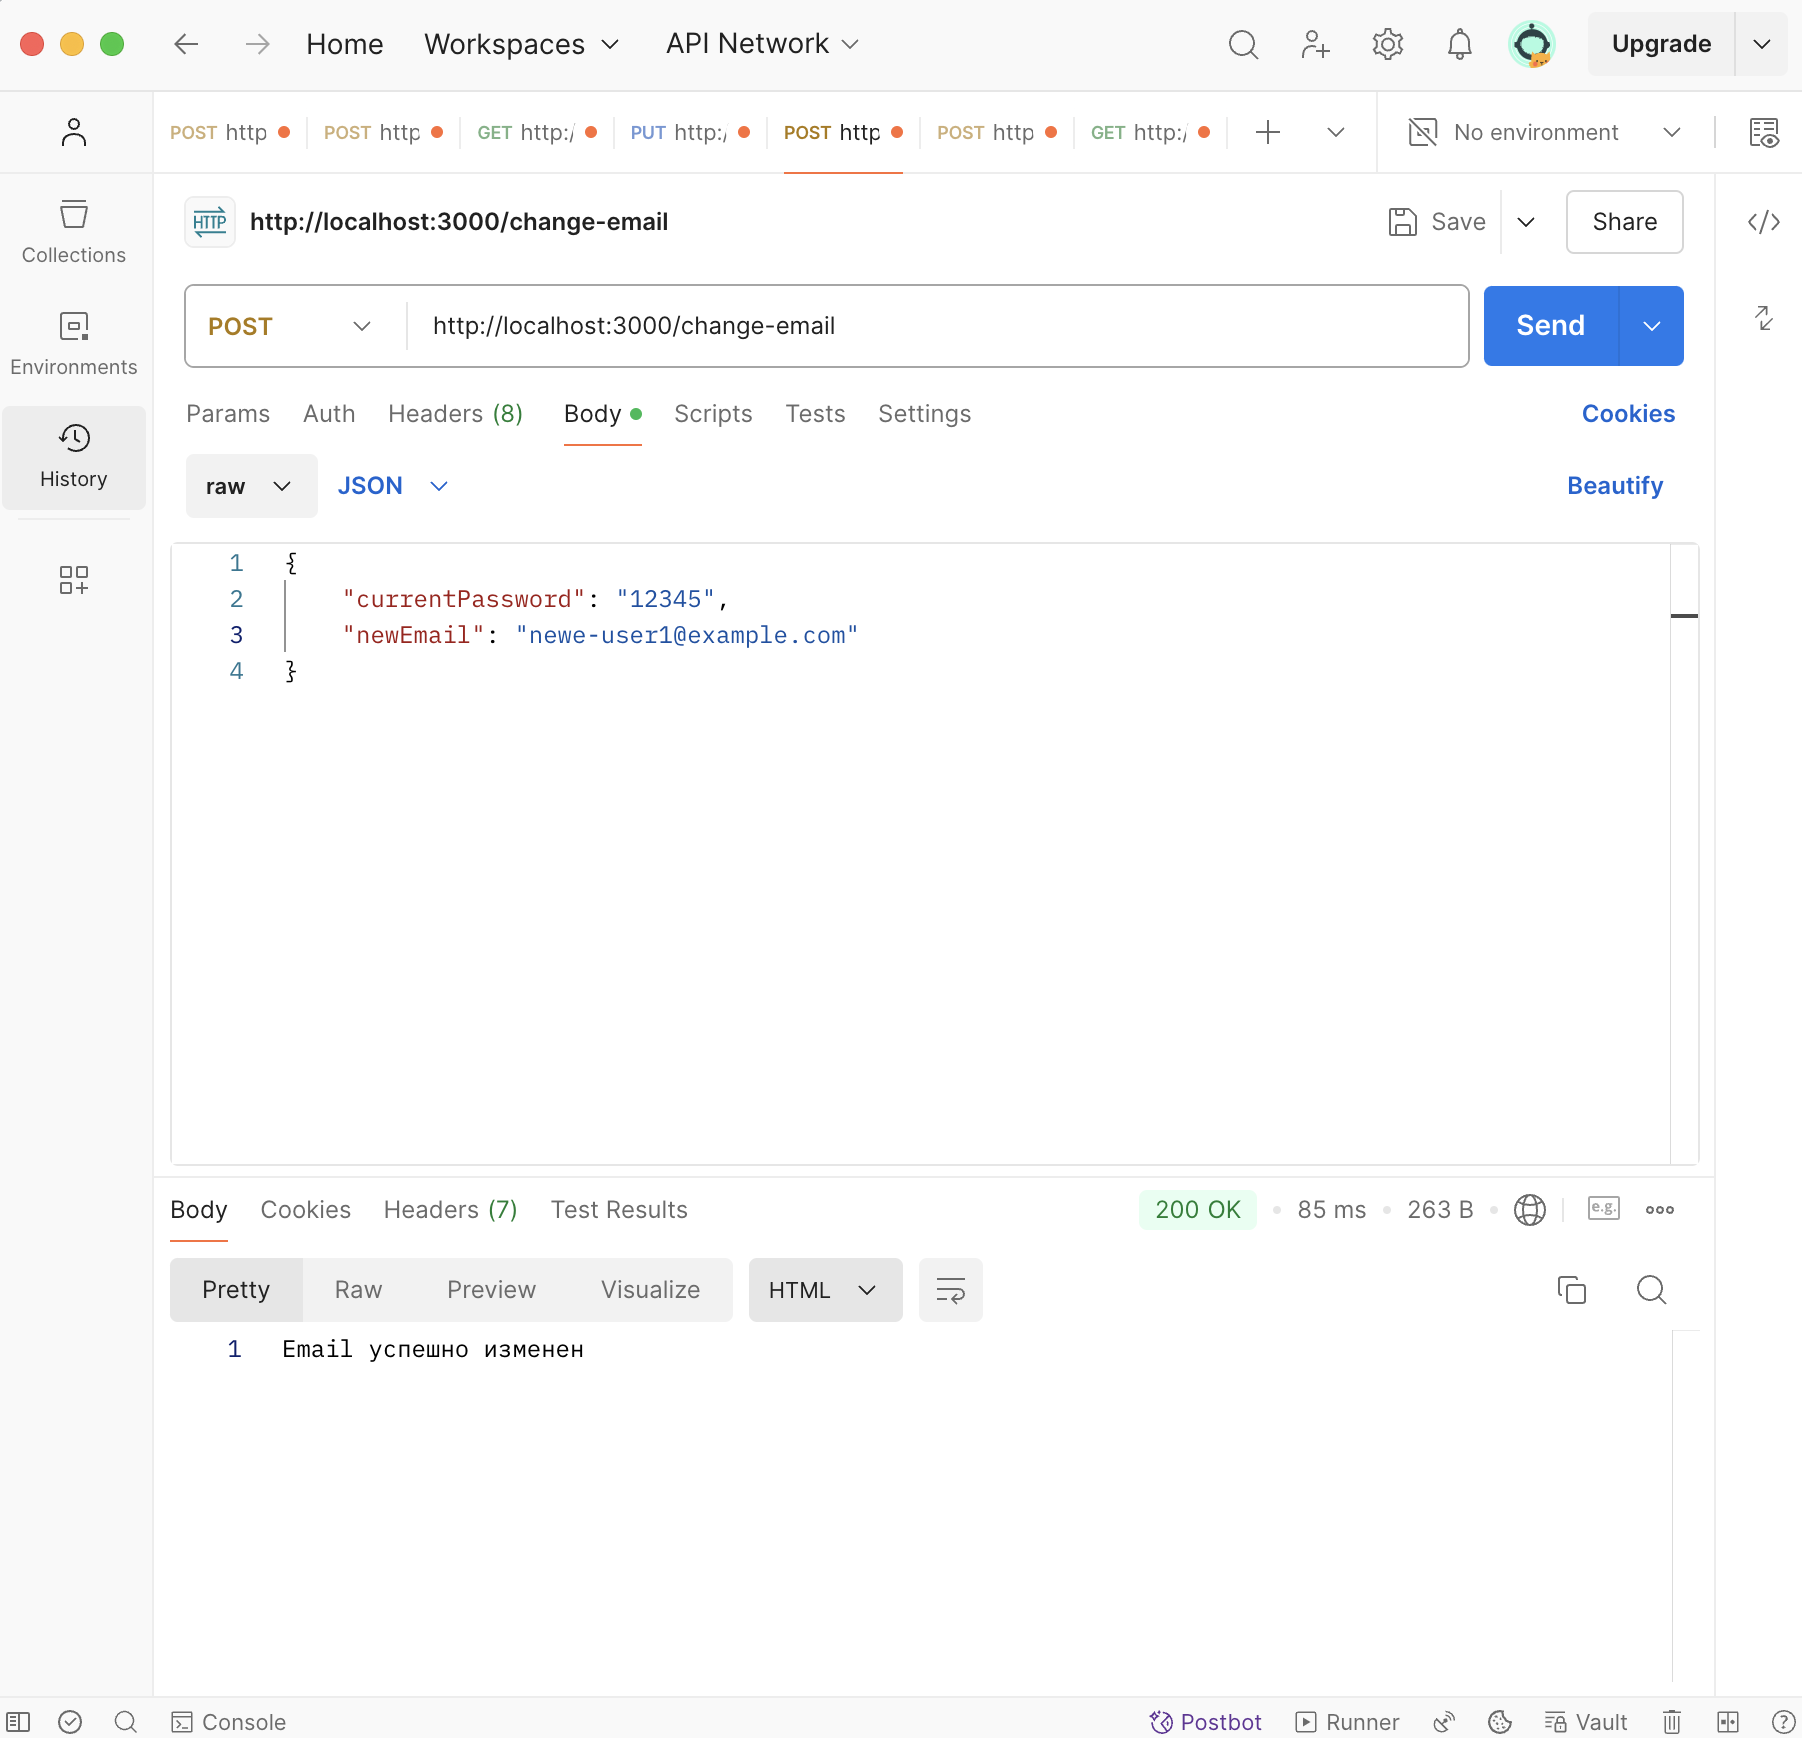 Home Workspaces API Network Upgrade
POST http POST http GET http:/ PUT http:/ POST http POST http GET http:/ No environment
HTTP http://localhost:3000/change-email Save Share
Collections
POST http://localhost:3000/change-email Send
Environments
Params Auth Headers (8) Body Scripts Tests Settings Cookies
History
raw JSON Beautify
1 {
2 "currentPassword": "12345",
3 "newEmail": "newe-user1@example.com"
4 }
Body Cookies Headers (7) Test Results 200 OK 85 ms 263 B e.g.
Pretty Raw Preview Visualize HTML
1 Email успешно изменен
Console Postbot Runner Vault